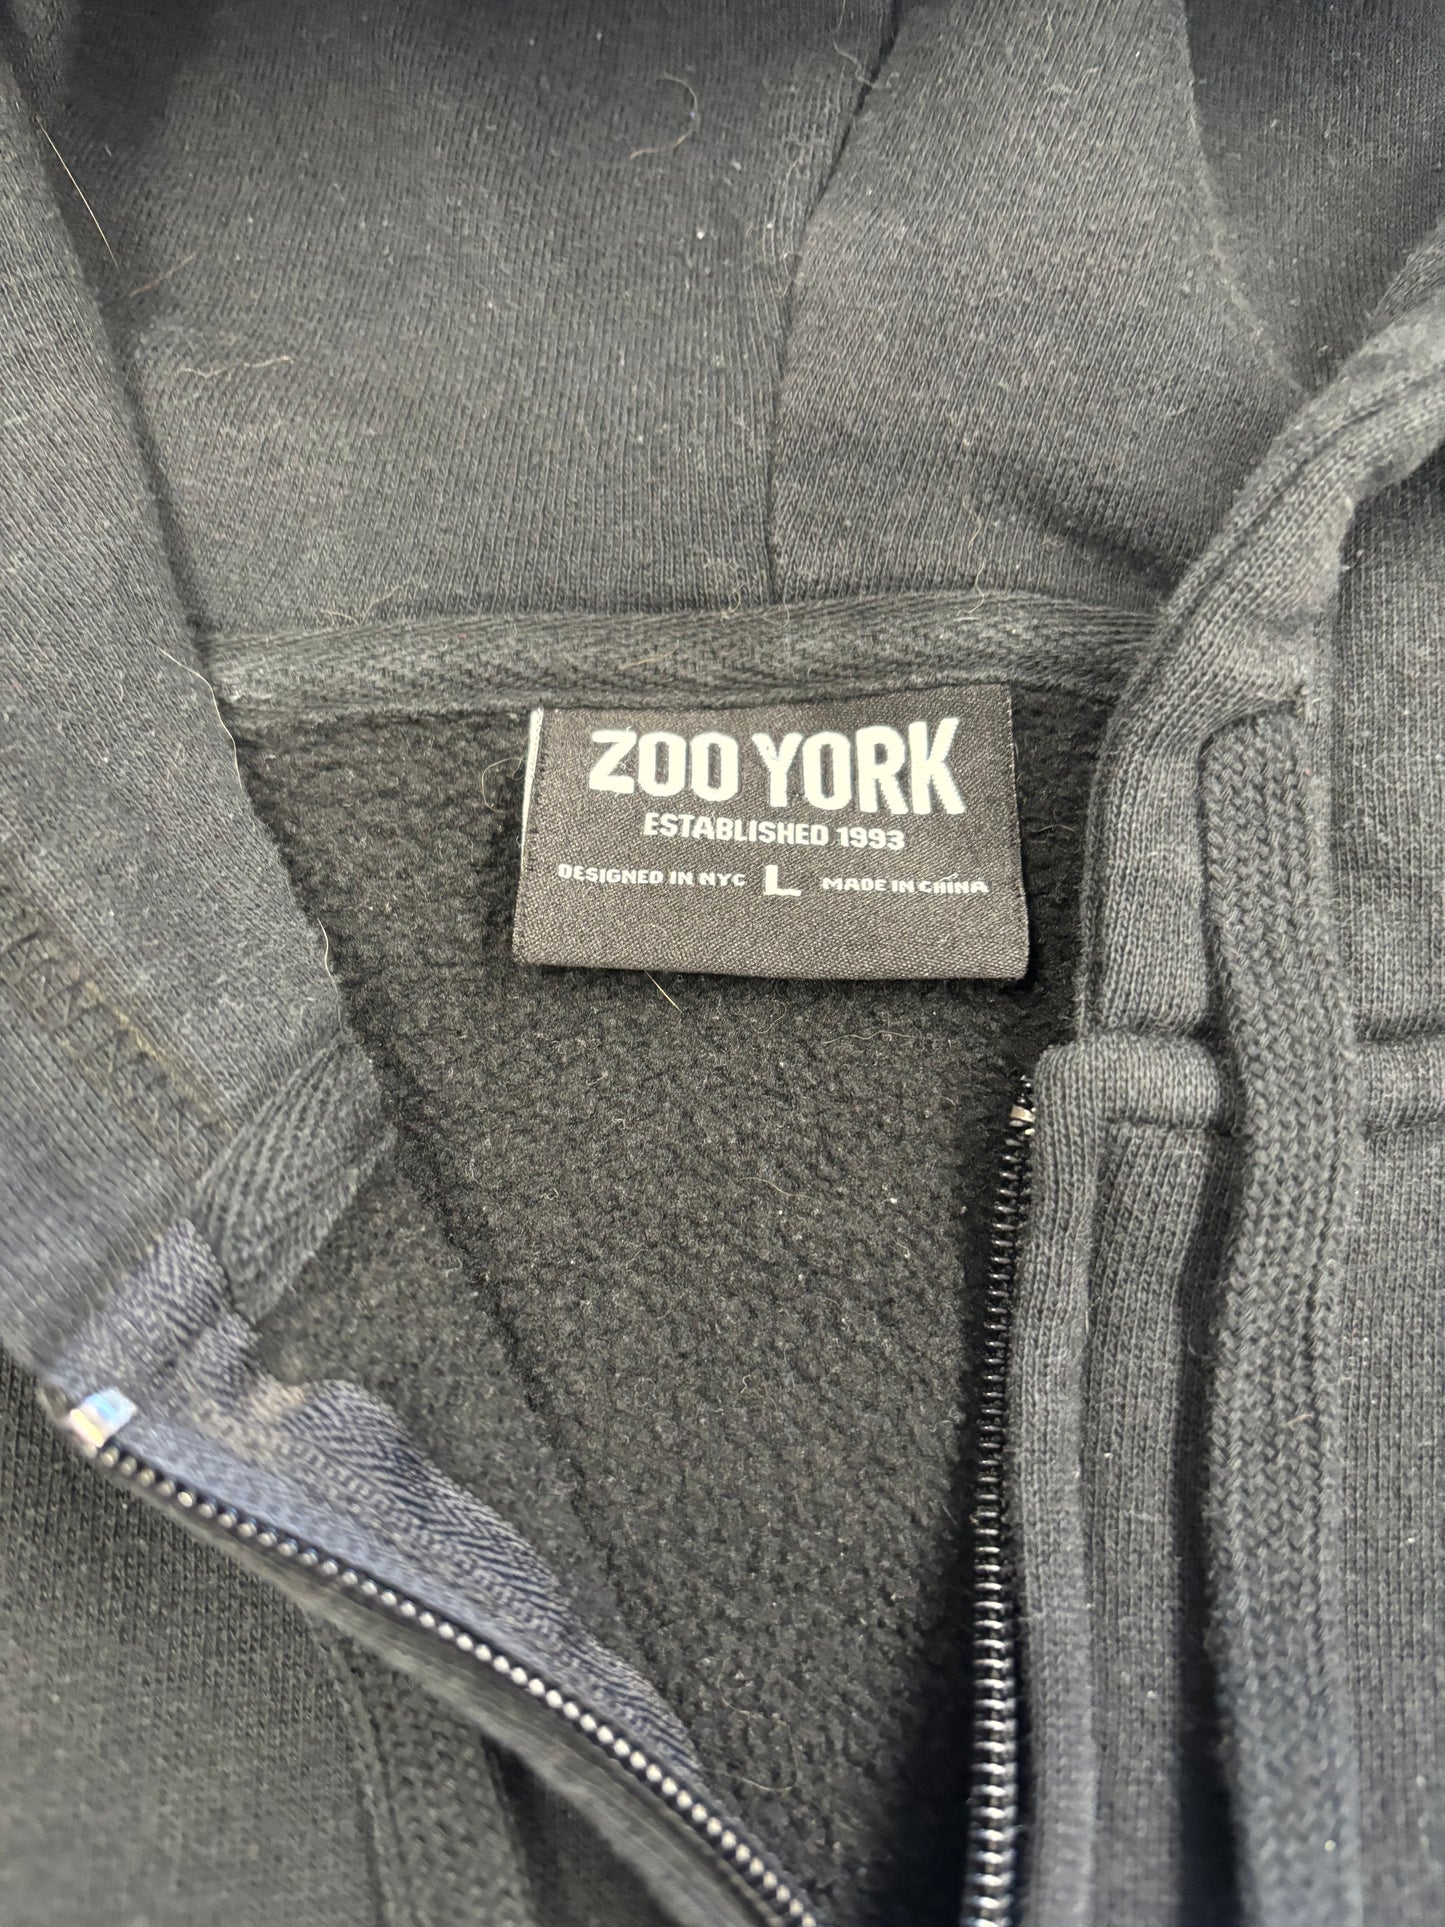 ZOO YORK
ESTABLISHED 1993
DESIGNED IN NYC L MADE IN CHINA